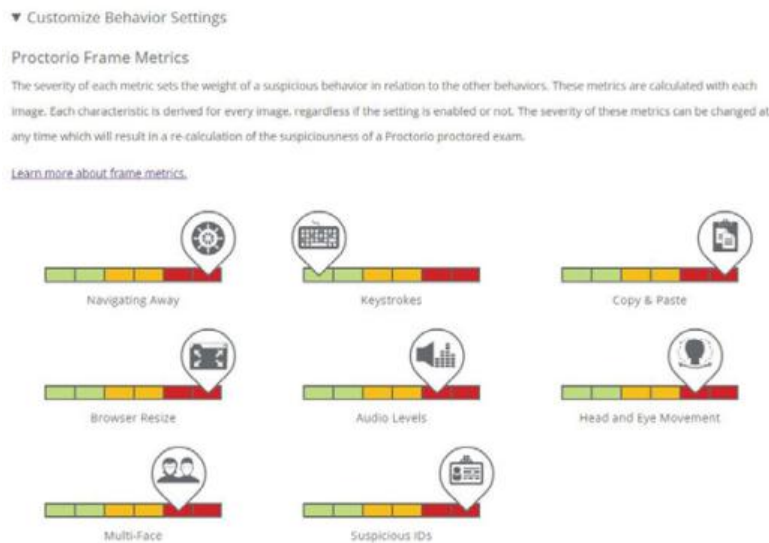 ▼ Customize Behavior Settings
Proctorio Frame Metrics
The severity of each metric sets the weight of a suspicious behavior in relation to the other behaviors. These metrics are calculated with each
image. Each characteristic is derived for every image, regardless if the setting is enabled or not. The severity of these metrics can be changed at
any time which will result in a re-calculation of the suspiciousness of a Proctorio proctored exam.
Learn more about frame metrics.
Navigating Away
Keystrokes
Copy & Paste
Browser Resize
Audio Levels
Head and Eye Movement
Multi-Face
Suspicious IDs